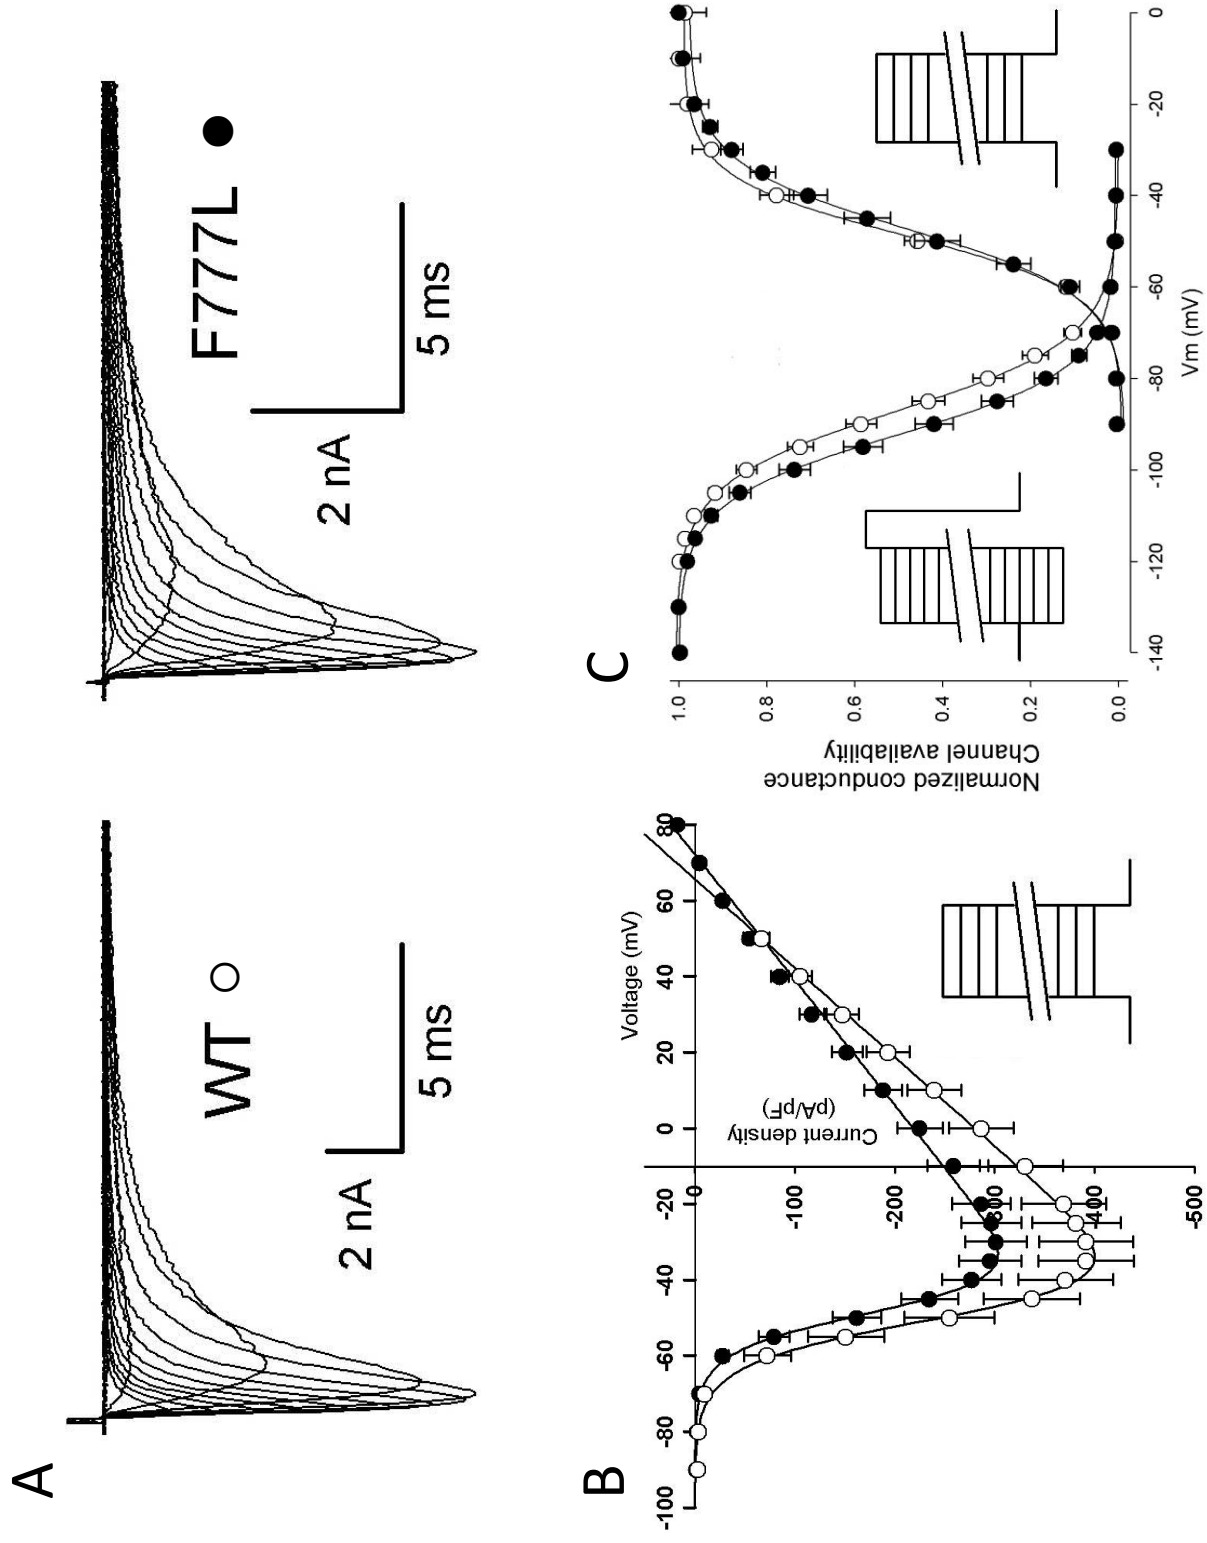 A
WT
2 nA
5 ms
F777L
2 nA
5 ms
B
Voltage (mV)
-100
-80
-60
-40
-20
0
20
40
60
80
Current density
(pA/pF)
0
-100
-200
-300
-400
-500
C
Normalized conductance
Channel availability
1.0
0.8
0.6
0.4
0.2
0.0
-140
-120
-100
-80
-60
-40
-20
0
Vm (mV)